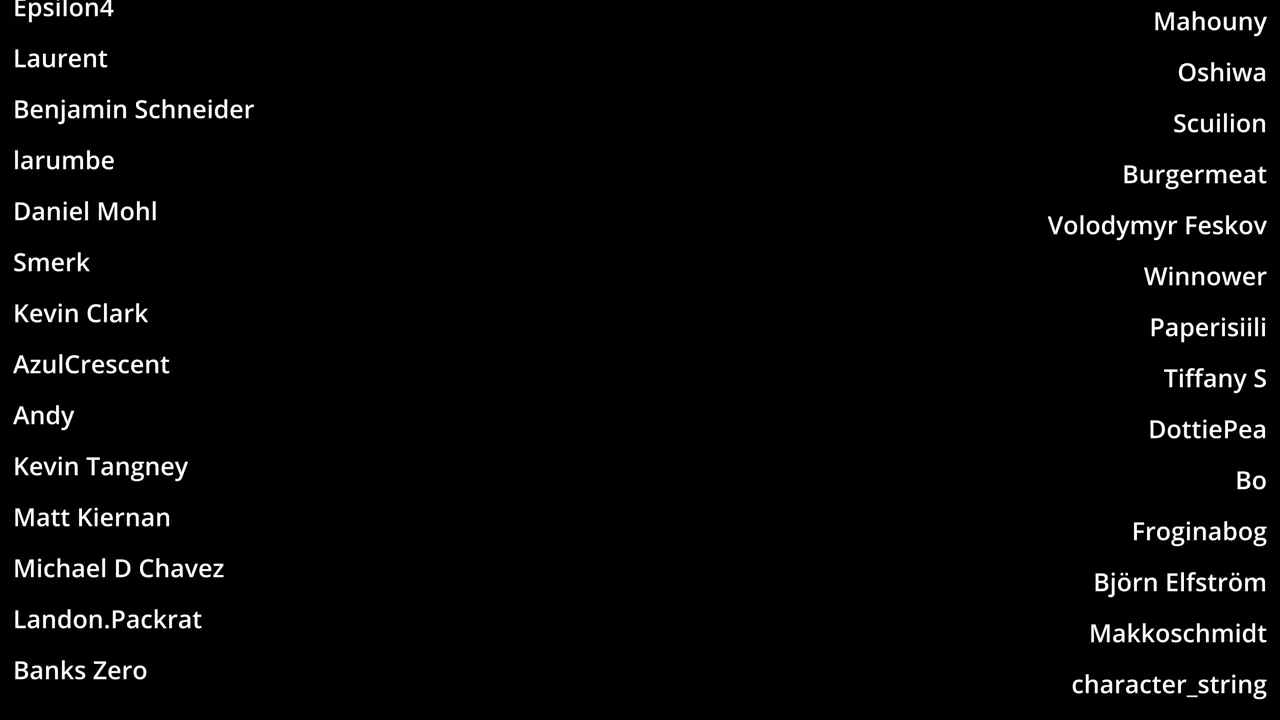 Epsilon4
Laurent
Benjamin Schneider
larumbe
Daniel Mohl
Smerk
Kevin Clark
AzulCrescent
Andy
Kevin Tangney
Matt Kiernan
Michael D Chavez
Landon.Packrat
Banks Zero
Mahouny
Oshiwa
Scuilion
Burgermeat
Volodymyr Feskov
Winnower
Paperisiili
Tiffany S
DottiePea
Bo
Froginabog
Björn Elfström
Makkoschmidt
character_string